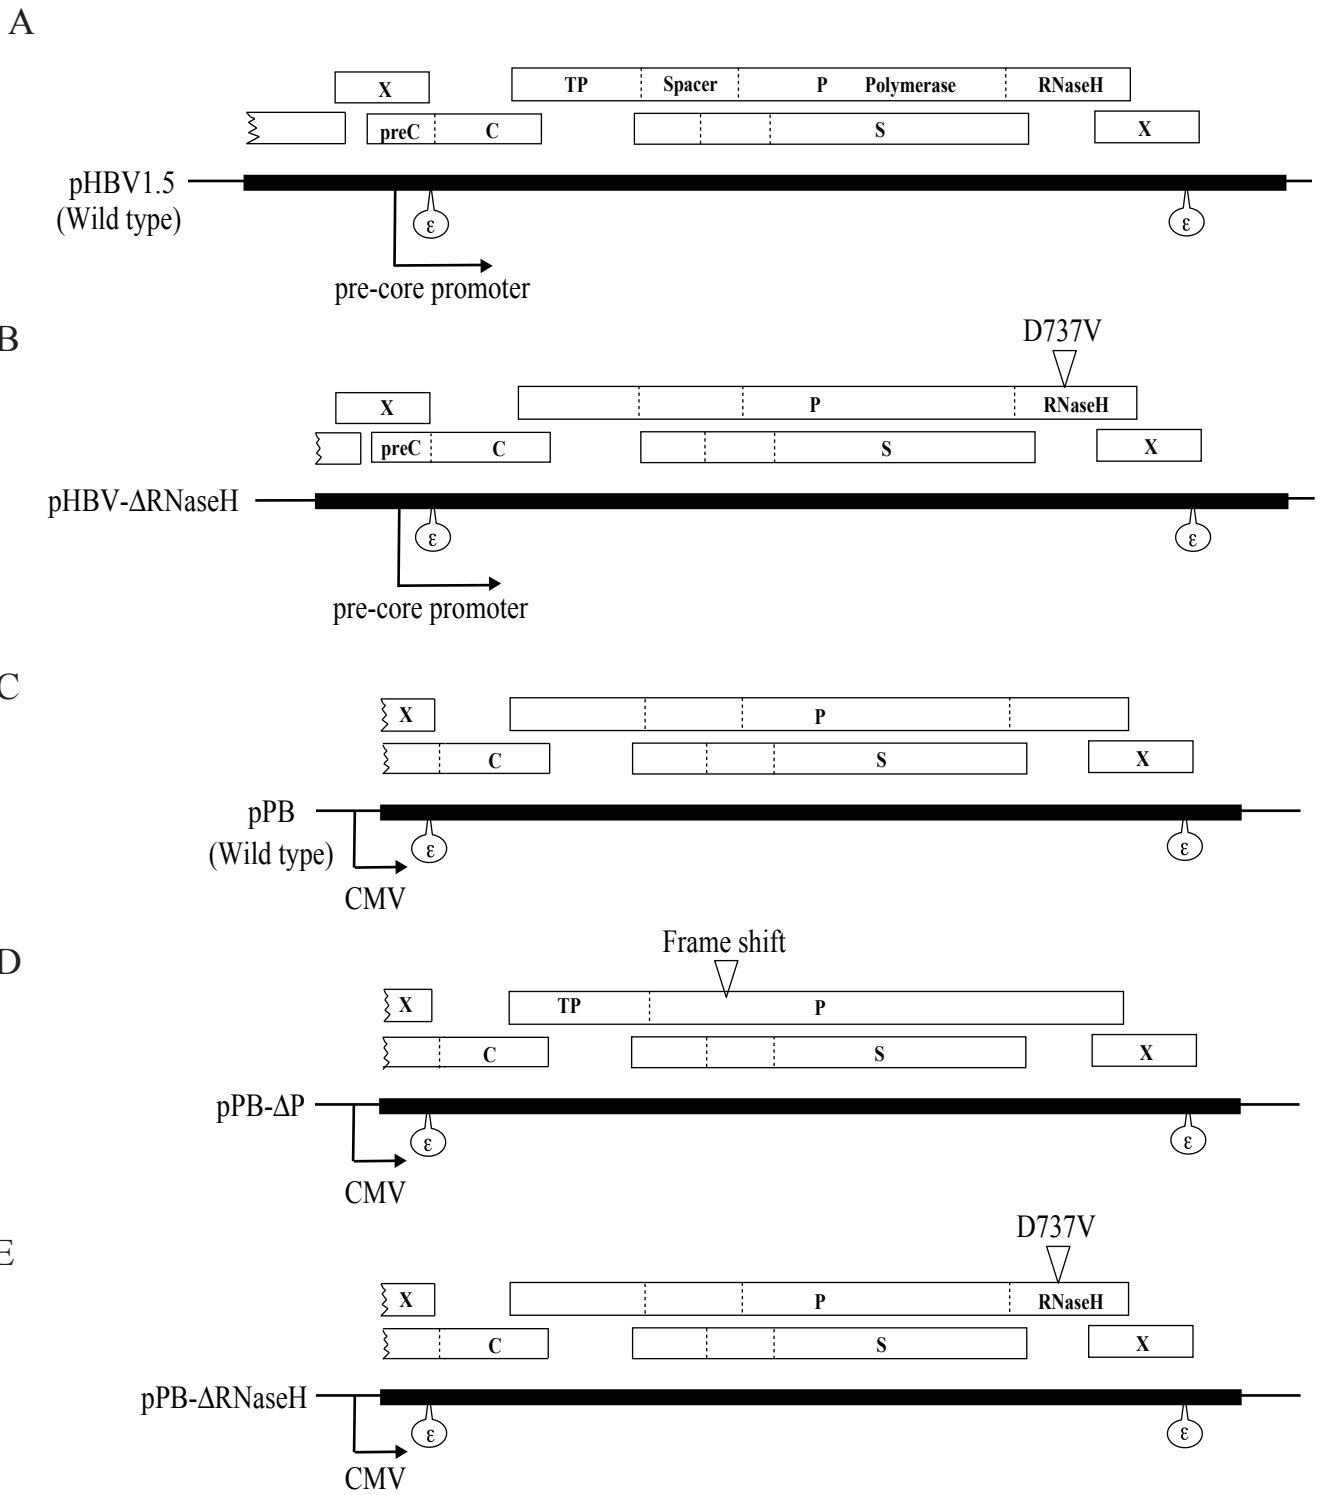 A
X
TP Spacer P Polymerase RNaseH
preC C S X
pHBV1.5
(Wild type)
ε ε
pre-core promoter
B
D737V
X P RNaseH
preC C S X
pHBV-ΔRNaseH
ε ε
pre-core promoter
C
X P
C S X
pPB
(Wild type)
ε ε
CMV
D
Frame shift
X TP P
C S X
pPB-ΔP
ε ε
CMV
E
D737V
X P RNaseH
C S X
pPB-ΔRNaseH
ε ε
CMV